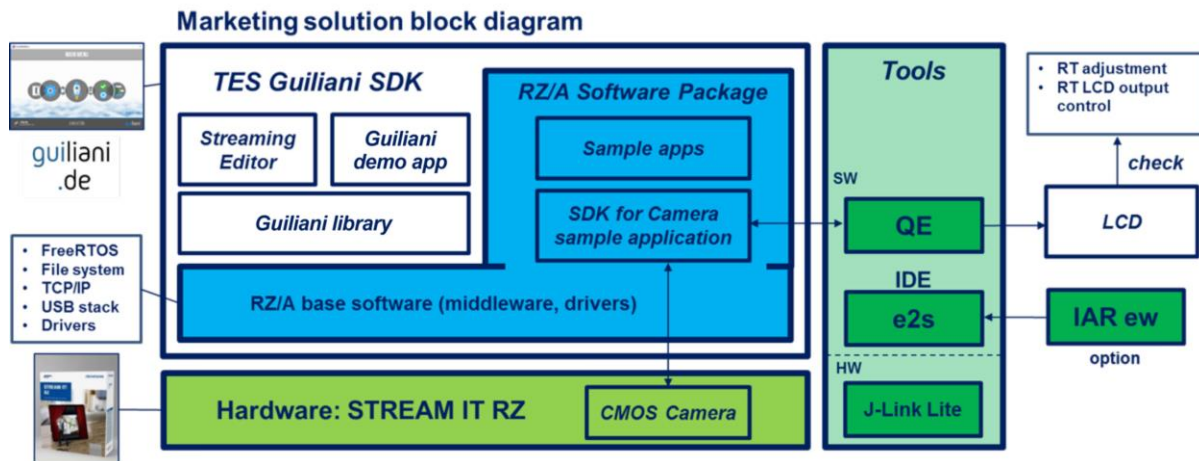 Marketing solution block diagram
TES Guiliani SDK
Streaming
Editor
Guiliani
demo app
Guiliani library
RZ/A Software Package
Sample apps
SDK for Camera
sample application
RZ/A base software (middleware, drivers)
Hardware: STREAM IT RZ
CMOS Camera
Tools
SW
QE
IDE
e2s
HW
J-Link Lite
• RT adjustment
• RT LCD output
control
check
LCD
IAR ew
option
guiliani
.de
• FreeRTOS
• File system
• TCP/IP
• USB stack
• Drivers
STREAM IT
RZ